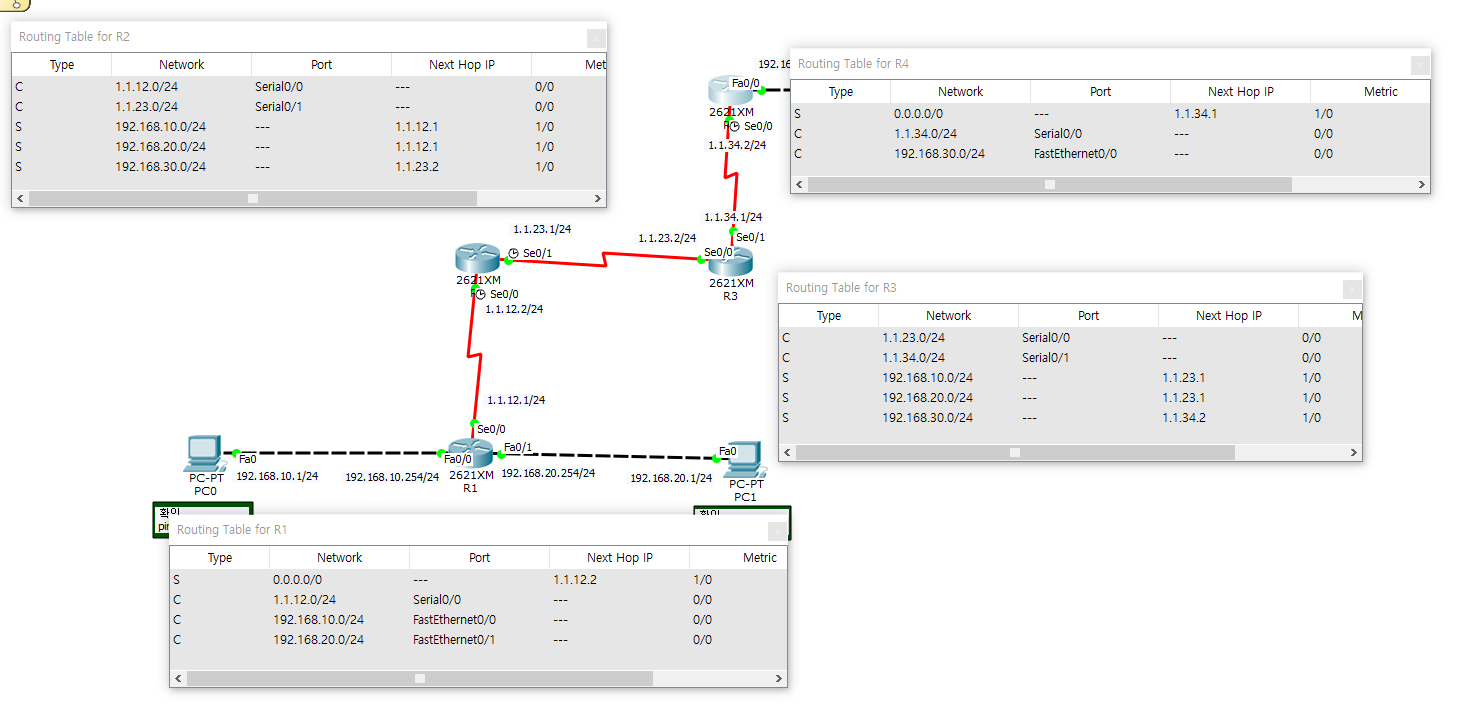 Routing Table for R2
Type Network Port Next Hop IP Met
C 1.1.12.0/24 Serial0/0 --- 0/0
C 1.1.23.0/24 Serial0/1 --- 0/0
S 192.168.10.0/24 --- 1.1.12.1 1/0
S 192.168.20.0/24 --- 1.1.12.1 1/0
S 192.168.30.0/24 --- 1.1.23.2 1/0
192.16
Fa0/0
2621XM
Se0/0
1.1.34.2/24
Routing Table for R4
Type Network Port Next Hop IP Metric
S 0.0.0.0/0 --- 1.1.34.1 1/0
C 1.1.34.0/24 Serial0/0 --- 0/0
C 192.168.30.0/24 FastEthernet0/0 --- 0/0
1.1.34.1/24
Se0/1
1.1.23.1/24
1.1.23.2/24
Se0/1
Se0/0
2621XM
2621XM
R3
Se0/0
1.1.12.2/24
Routing Table for R3
Type Network Port Next Hop IP M
C 1.1.23.0/24 Serial0/0 --- 0/0
C 1.1.34.0/24 Serial0/1 --- 0/0
S 192.168.10.0/24 --- 1.1.23.1 1/0
S 192.168.20.0/24 --- 1.1.23.1 1/0
S 192.168.30.0/24 --- 1.1.34.2 1/0
1.1.12.1/24
Se0/0
Fa0/1
Fa0
Fa0/0
Fa0
PC-PT
PC0
192.168.10.1/24
192.168.10.254/24
2621XM
R1
192.168.20.254/24
192.168.20.1/24
PC-PT
PC1
확인
pin
확인
Routing Table for R1
Type Network Port Next Hop IP Metric
S 0.0.0.0/0 --- 1.1.12.2 1/0
C 1.1.12.0/24 Serial0/0 --- 0/0
C 192.168.10.0/24 FastEthernet0/0 --- 0/0
C 192.168.20.0/24 FastEthernet0/1 --- 0/0